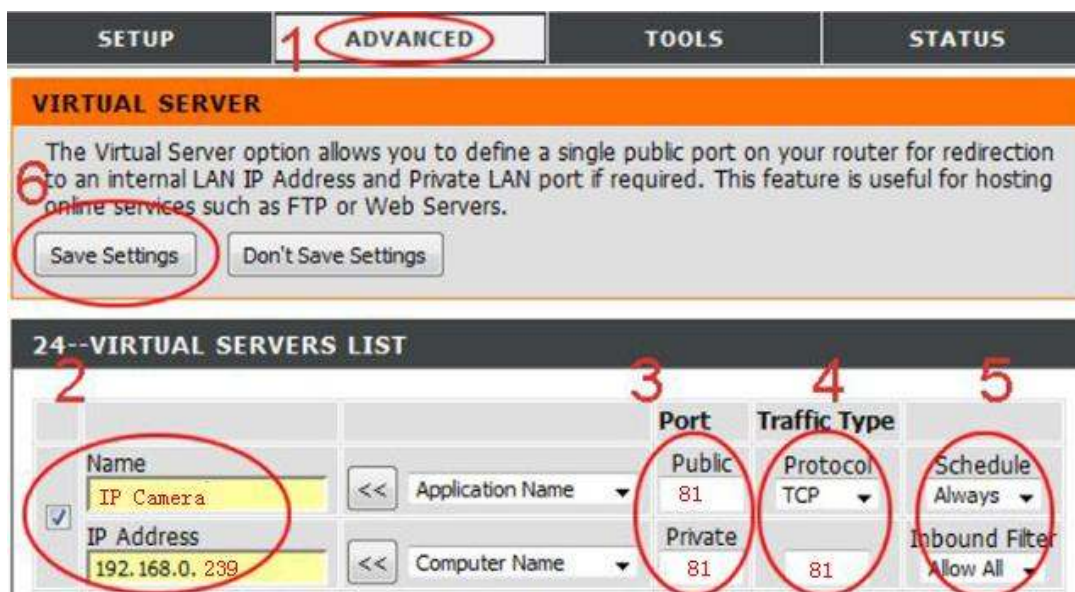 SETUP 1 ADVANCED TOOLS STATUS
VIRTUAL SERVER
The Virtual Server option allows you to define a single public port on your router for redirection
6 to an internal LAN IP Address and Private LAN port if required. This feature is useful for hosting
online services such as FTP or Web Servers.
Save Settings Don't Save Settings
24--VIRTUAL SERVERS LIST
2 3 4 5
Port Traffic Type
Name Public Protocol Schedule
IP Camera << Application Name 81 TCP Always
IP Address Private Inbound Filter
192.168.0. 239 << Computer Name 81 81 Allow All